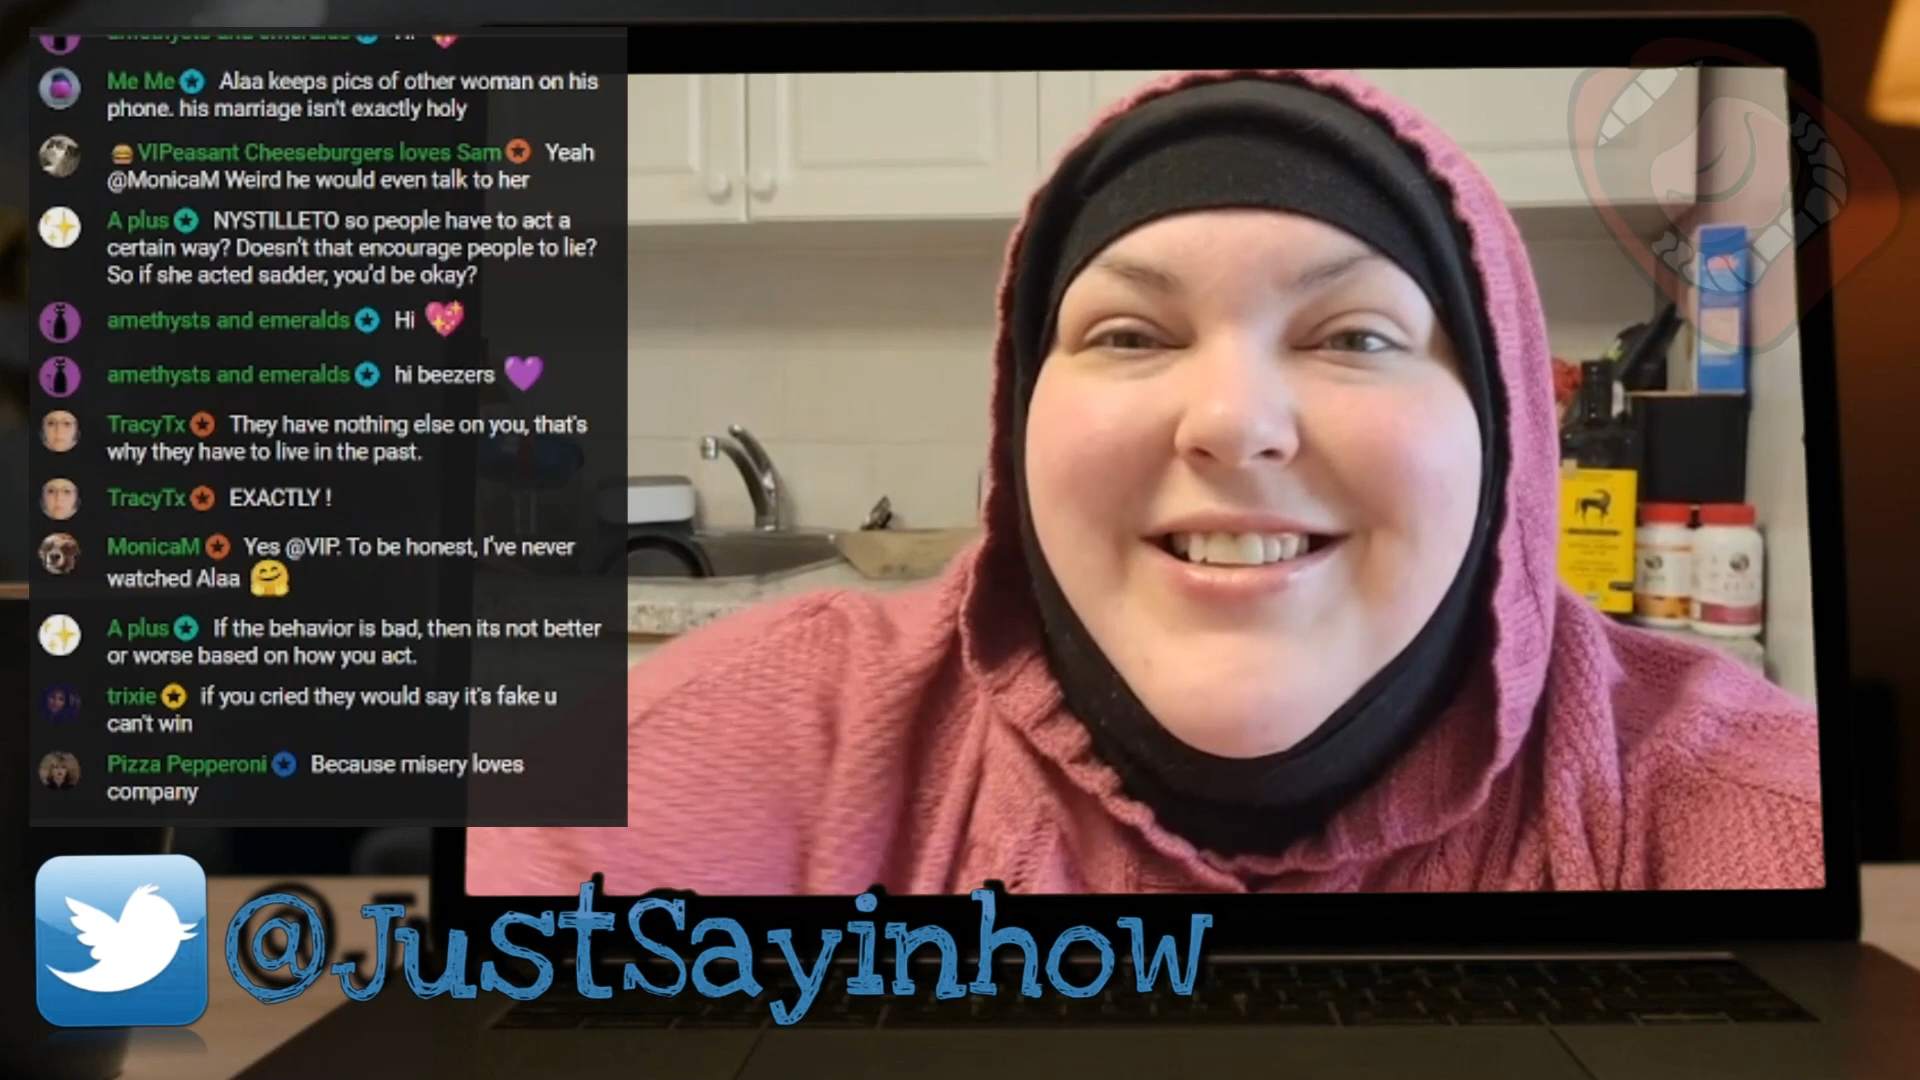 amethysts and emeralds Hi
Me Me Alaa keeps pics of other woman on his
phone. his marriage isn't exactly holy
VIPeasant Cheeseburgers loves Sam Yeah
@MonicaM Weird he would even talk to her
A plus NYSTILLETO so people have to act a
certain way? Doesn't that encourage people to lie?
So if she acted sadder, you'd be okay?
amethysts and emeralds Hi
amethysts and emeralds hi beezers
TracyTx They have nothing else on you, that's
why they have to live in the past.
TracyTx EXACTLY !
MonicaM Yes @VIP. To be honest, I've never
watched Alaa
A plus If the behavior is bad, then its not better
or worse based on how you act.
trixie if you cried they would say it's fake u
can't win
Pizza Pepperoni Because misery loves
company
@JustSayinhow